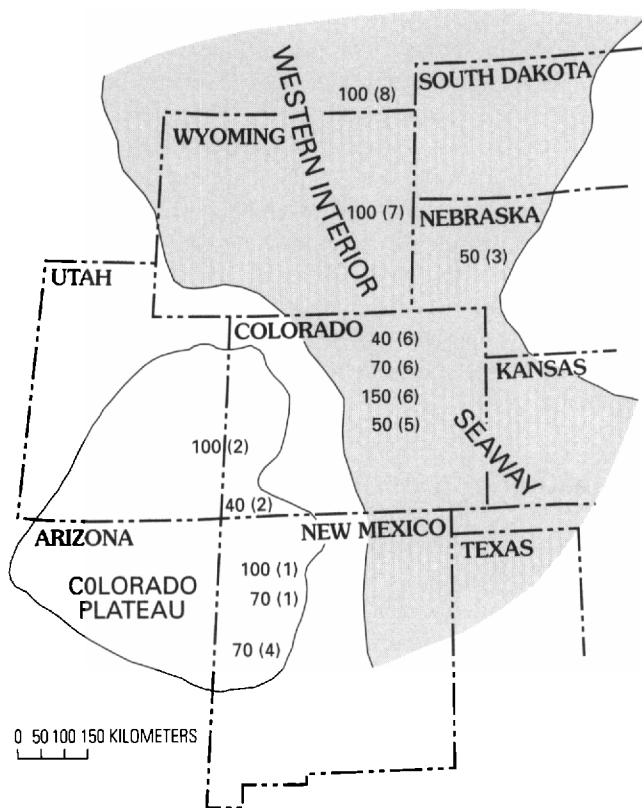 WESTERN INTERIOR
SEAWAY
SOUTH DAKOTA
100 (8)
WYOMING
100 (7)
NEBRASKA
50 (3)
UTAH
COLORADO
40 (6)
70 (6)
150 (6)
50 (5)
KANSAS
100 (2)
40 (2)
ARIZONA
NEW MEXICO
TEXAS
100 (1)
70 (1)
COLORADO
PLATEAU
70 (4)
0 50 100 150 KILOMETERS